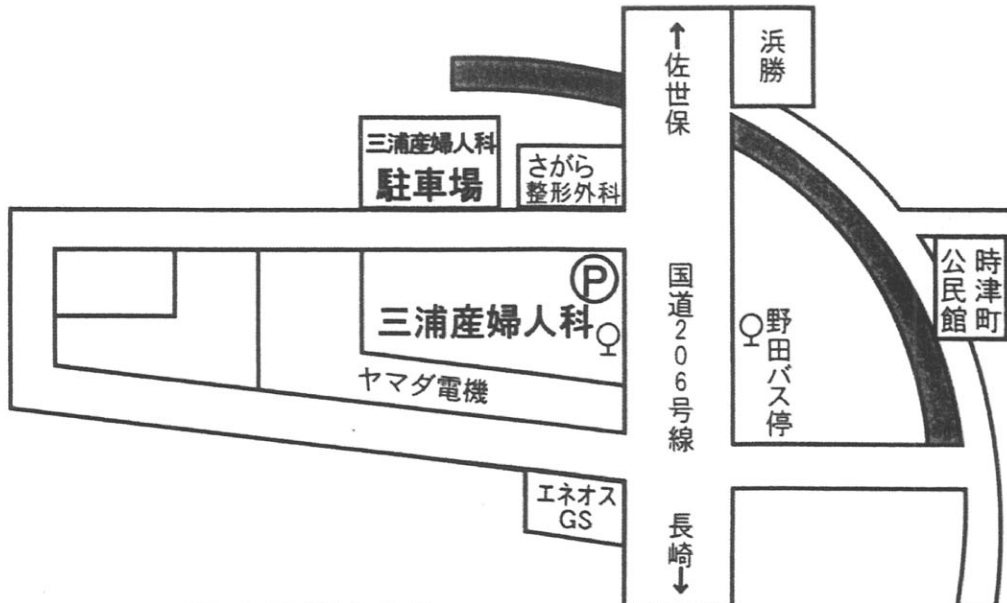 ↑佐世保
浜勝
三浦産婦人科
駐車場
さがら
整形外科
国道206号線
時津町
公民館
P
三浦産婦人科
野田バス停
ヤマダ電機
エネオス
GS
長崎↓